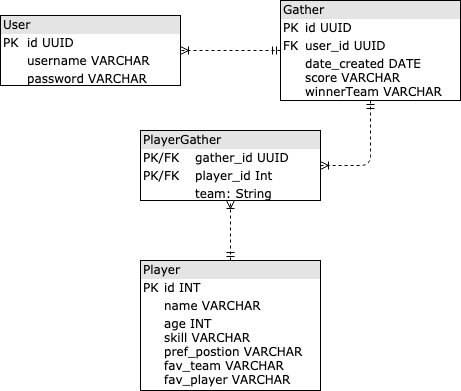 User
PK id UUID
username VARCHAR
password VARCHAR
Gather
PK id UUID
FK user_id UUID
date_created DATE
score VARCHAR
winnerTeam VARCHAR
PlayerGather
PK/FK gather_id UUID
PK/FK player_id Int
team: String
Player
PK id INT
name VARCHAR
age INT
skill VARCHAR
pref_postion VARCHAR
fav_team VARCHAR
fav_player VARCHAR